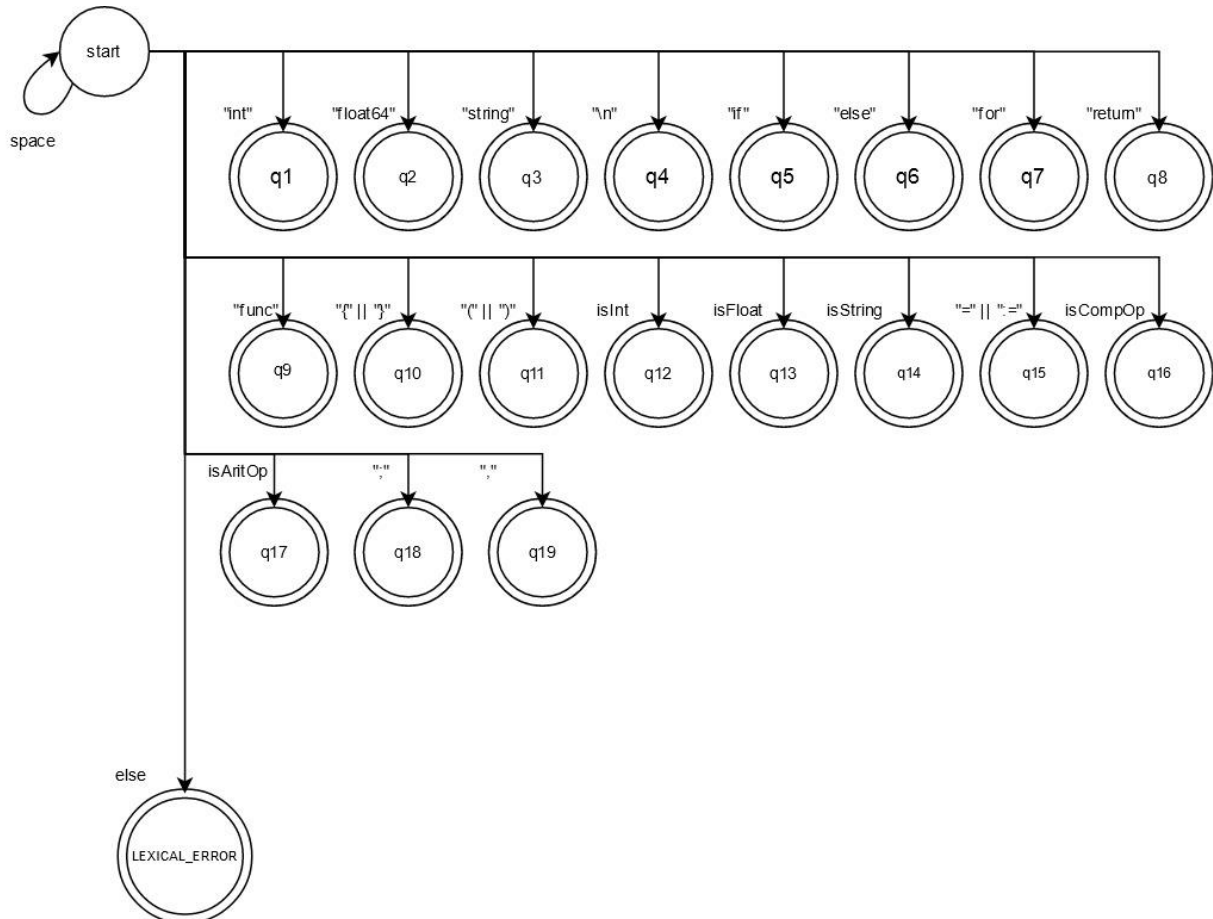 start
space
"int"
"float64"
"string"
"\n"
"if"
"else"
"for"
"return"
q1
q2
q3
q4
q5
q6
q7
q8
"func"
"{" || "}"
"(" || ")"
isInt
isFloat
isString
"=" || ":="
isCompOp
q9
q10
q11
q12
q13
q14
q15
q16
isAritOp
";"
","
q17
q18
q19
else
LEXICAL_ERROR